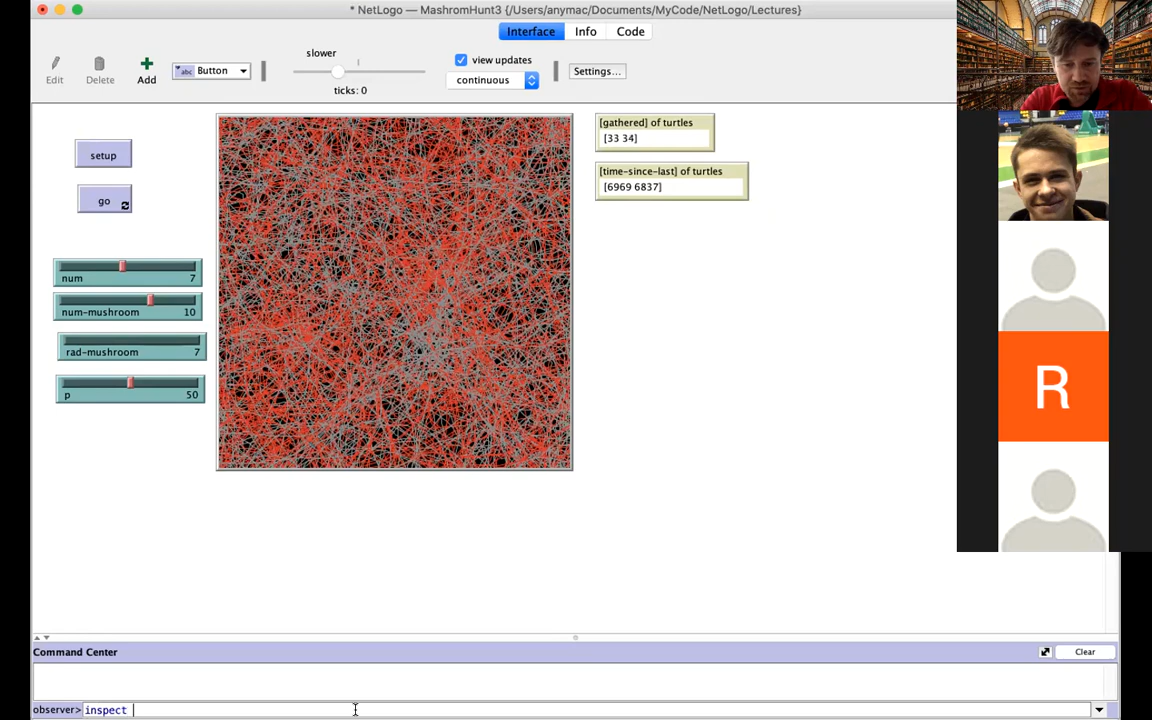 * NetLogo — MashromHunt3 {/Users/anymac/Documents/MyCode/NetLogo/Lectures}
Interface Info Code
Edit Delete Add abc Button
slower
ticks: 0
view updates
continuous
Settings...
setup
go
num 7
num-mushroom 10
rad-mushroom 7
p 50
[gathered] of turtles
[33 34]
[time-since-last] of turtles
[6969 6837]
R
Command Center
Clear
observer> inspect